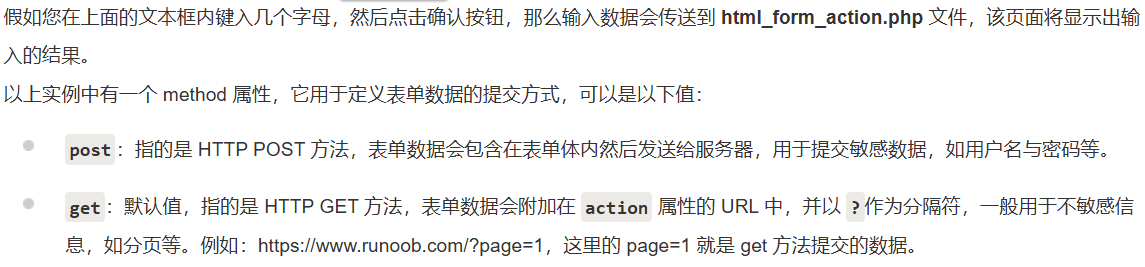 假如您在上面的文本框内键入几个字母，然后点击确认按钮，那么输入数据会传送到 html_form_action.php 文件，该页面将显示出输
入的结果。
以上实例中有一个 method 属性，它用于定义表单数据的提交方式，可以是以下值：
post：指的是 HTTP POST 方法，表单数据会包含在表单体内然后发送给服务器，用于提交敏感数据，如用户名与密码等。
get：默认值，指的是 HTTP GET 方法，表单数据会附加在 action 属性的 URL 中，并以 ?作为分隔符，一般用于不敏感信
息，如分页等。例如：https://www.runoob.com/?page=1，这里的 page=1 就是 get 方法提交的数据。